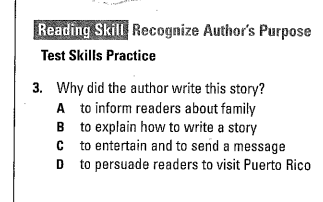 Reading Skill Recognize Author's Purpose
Test Skills Practice
3. Why did the author write this story?
A to inform readers about family
B to explain how to write a story
C to entertain and to send a message
D to persuade readers to visit Puerto Rico